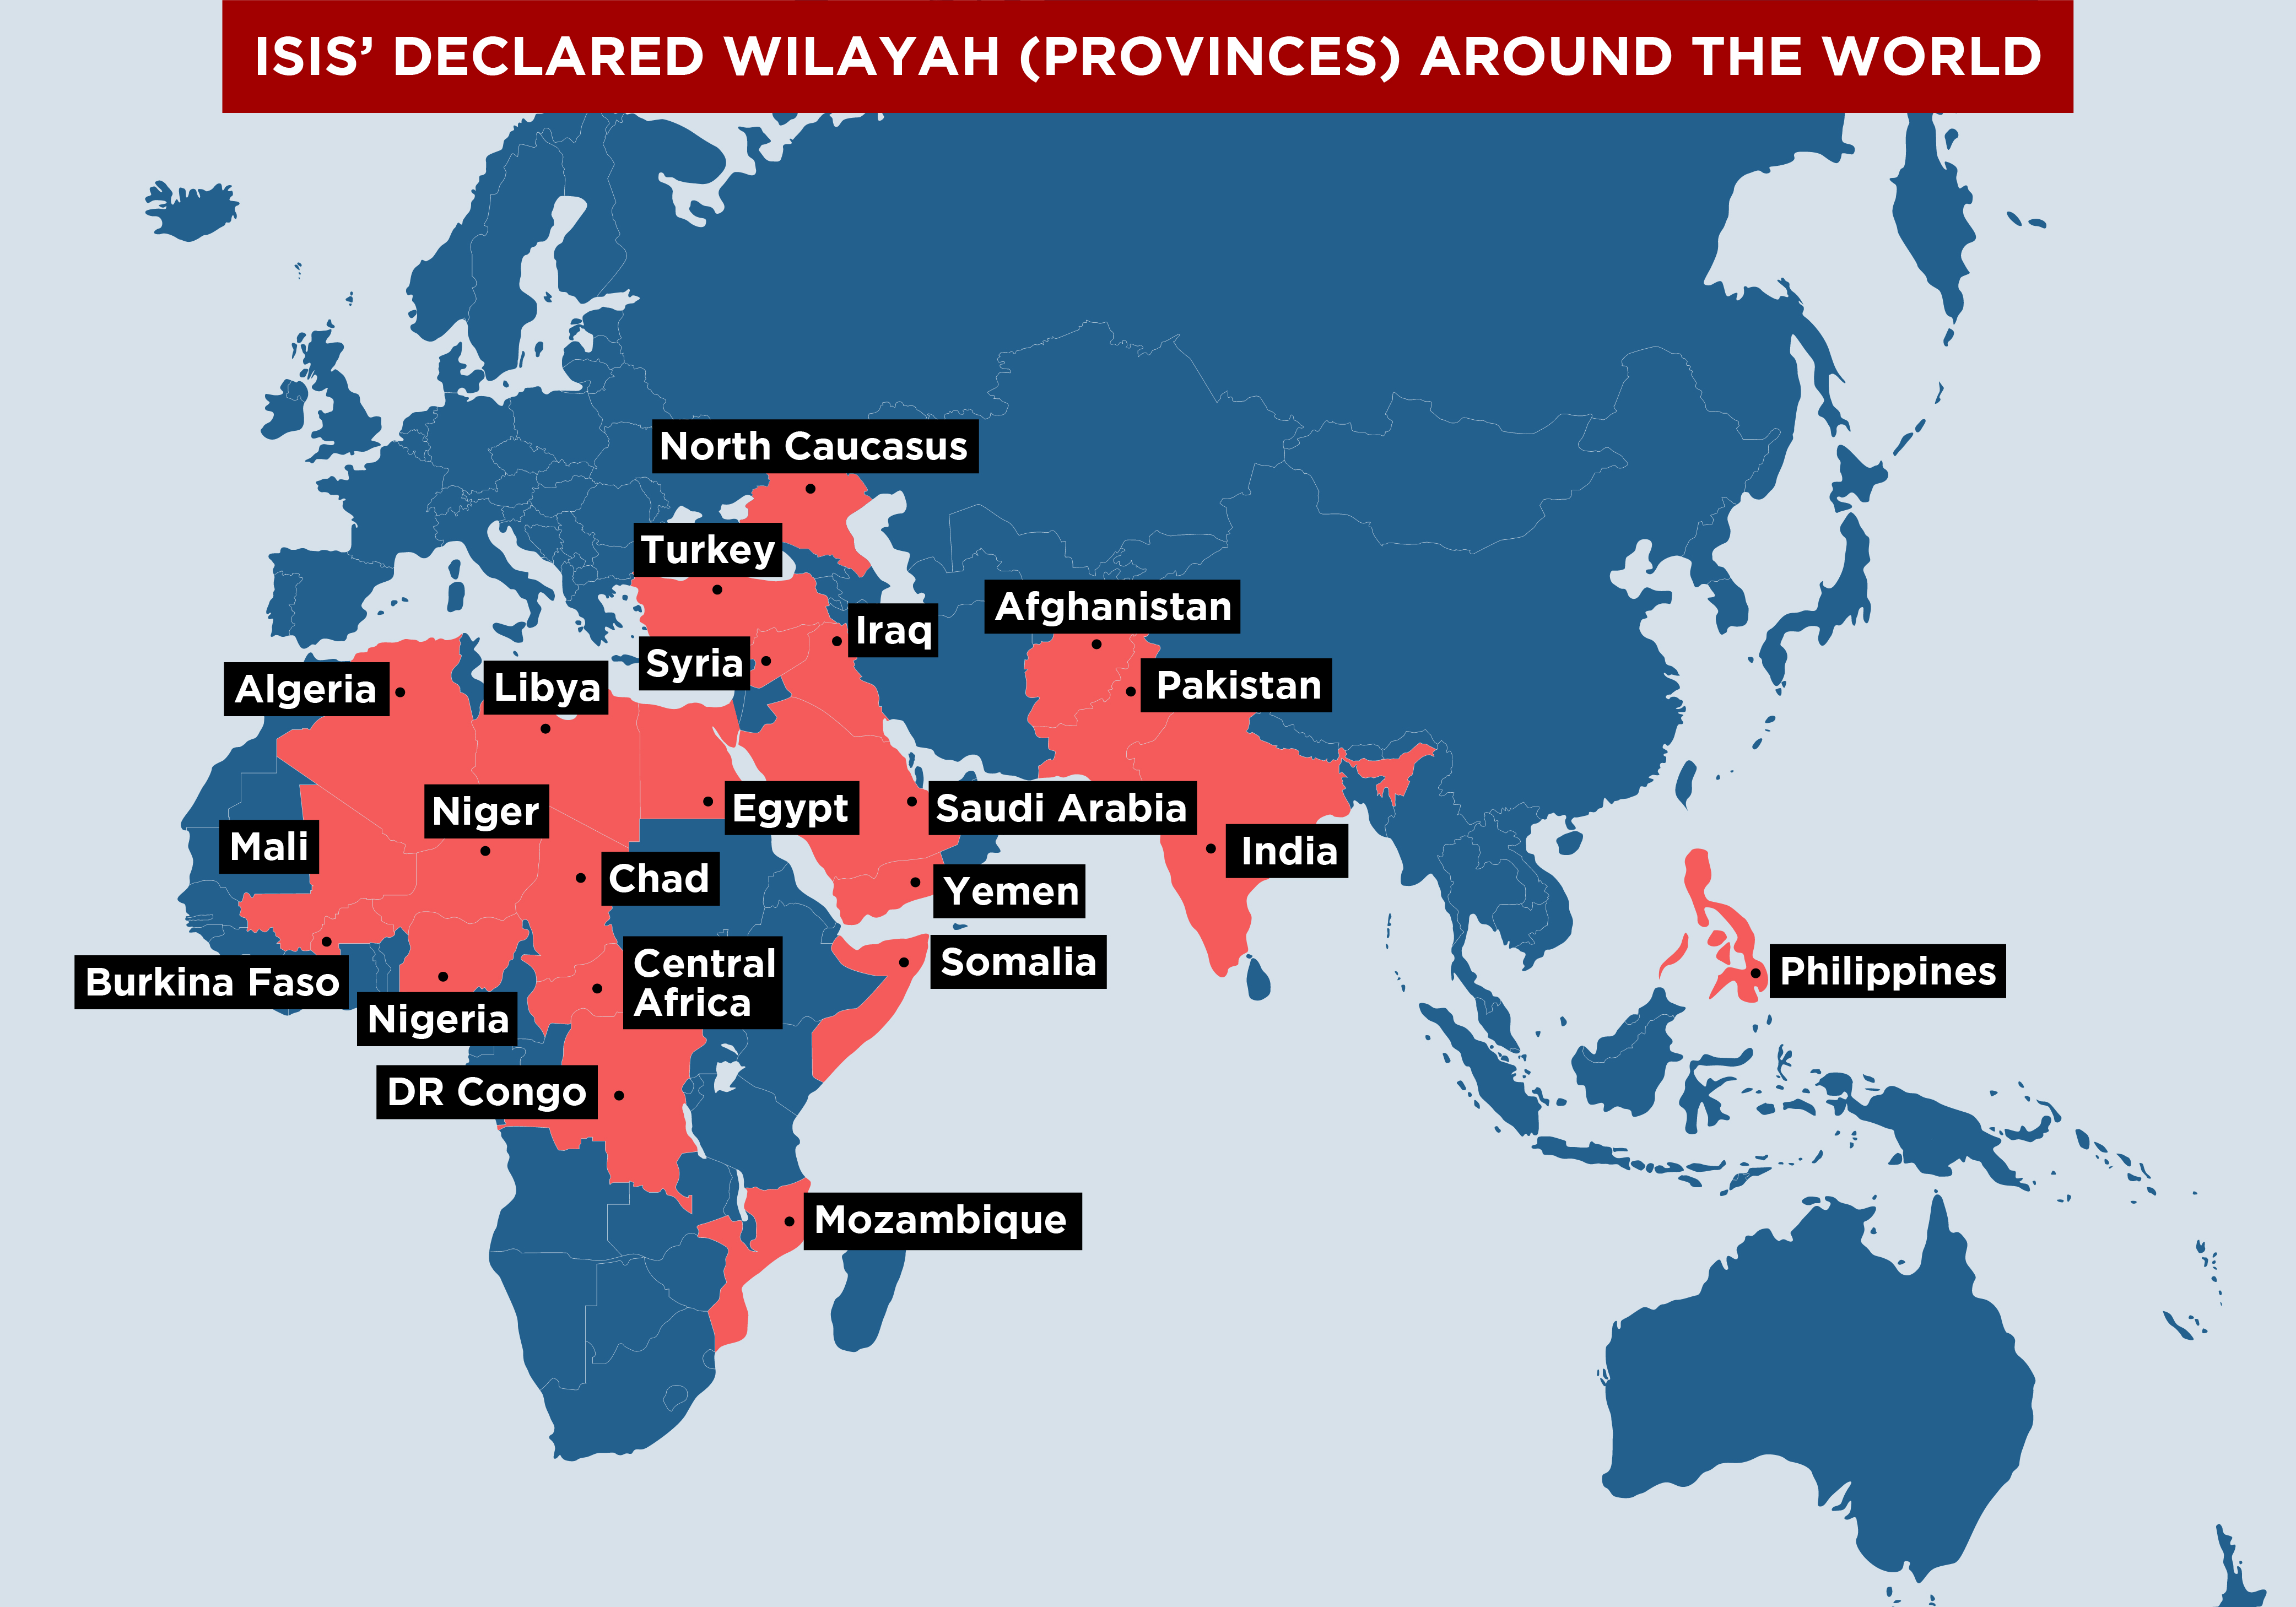 ISIS' DECLARED WILAYAH (PROVINCES) AROUND THE WORLD
North Caucasus
Turkey
Afghanistan
Iraq
Syria
Algeria
Libya
Pakistan
Niger
Egypt
Saudi Arabia
Mali
India
Chad
Yemen
Burkina Faso
Central
Africa
Somalia
Philippines
Nigeria
DR Congo
Mozambique